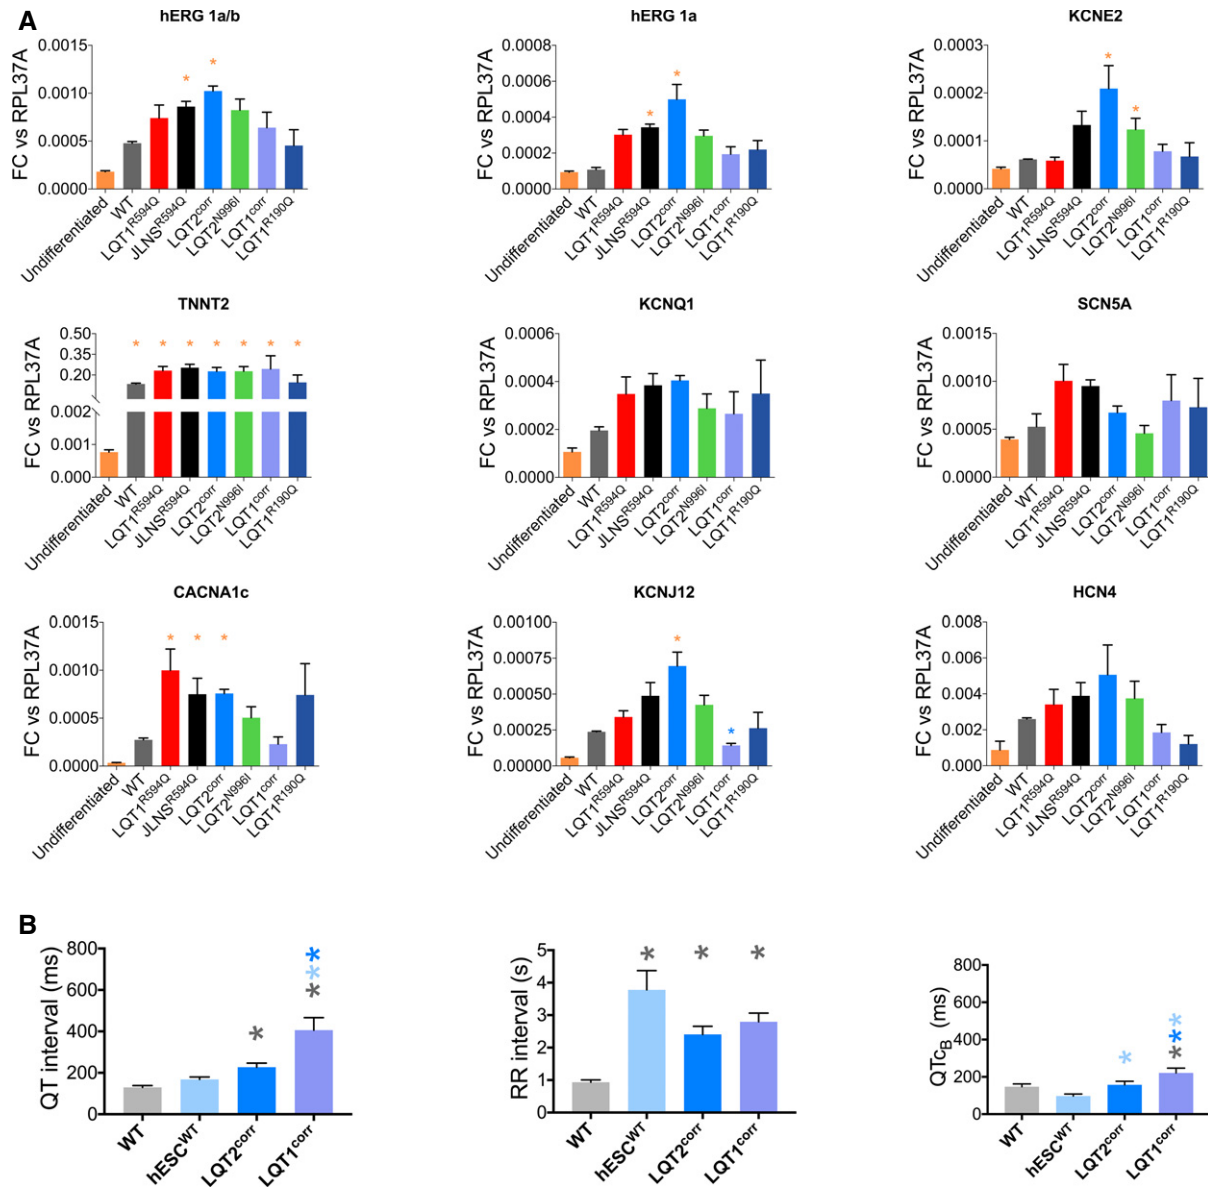 A
hERG 1a/b
FC vs RPL37A
0.0015
0.0010
0.0005
0.0000
Undifferentiated
WT
LQT1R594Q
JLNSR594Q
LQT2corr
LQT2N996I
LQT1corr
LQT1R190Q
hERG 1a
FC vs RPL37A
0.0008
0.0006
0.0004
0.0002
0.0000
Undifferentiated
WT
LQT1R594Q
JLNSR594Q
LQT2corr
LQT2N996I
LQT1corr
LQT1R190Q
KCNE2
FC vs RPL37A
0.0003
0.0002
0.0001
0.0000
Undifferentiated
WT
LQT1R594Q
JLNSR594Q
LQT2corr
LQT2N996I
LQT1corr
LQT1R190Q
TNNT2
FC vs RPL37A
0.50
0.35
0.20
0.002
0.001
0.000
Undifferentiated
WT
LQT1R594Q
JLNSR594Q
LQT2corr
LQT2N996I
LQT1corr
LQT1R190Q
KCNQ1
FC vs RPL37A
0.0006
0.0004
0.0002
0.0000
Undifferentiated
WT
LQT1R594Q
JLNSR594Q
LQT2corr
LQT2N996I
LQT1corr
LQT1R190Q
SCN5A
FC vs RPL37A
0.0015
0.0010
0.0005
0.0000
Undifferentiated
WT
LQT1R594Q
JLNSR594Q
LQT2corr
LQT2N996I
LQT1corr
LQT1R190Q
CACNA1c
FC vs RPL37A
0.0015
0.0010
0.0005
0.0000
Undifferentiated
WT
LQT1R594Q
JLNSR594Q
LQT2corr
LQT2N996I
LQT1corr
LQT1R190Q
KCNJ12
FC vs RPL37A
0.00100
0.00075
0.00050
0.00025
0.00000
Undifferentiated
WT
LQT1R594Q
JLNSR594Q
LQT2corr
LQT2N996I
LQT1corr
LQT1R190Q
HCN4
FC vs RPL37A
0.008
0.006
0.004
0.002
0.000
Undifferentiated
WT
LQT1R594Q
JLNSR594Q
LQT2corr
LQT2N996I
LQT1corr
LQT1R190Q
B
QT interval (ms)
800
600
400
200
0
WT
hESCWT
LQT2corr
LQT1corr
RR interval (s)
5
4
3
2
1
0
WT
hESCWT
LQT2corr
LQT1corr
QTcB (ms)
800
600
400
200
0
WT
hESCWT
LQT2corr
LQT1corr